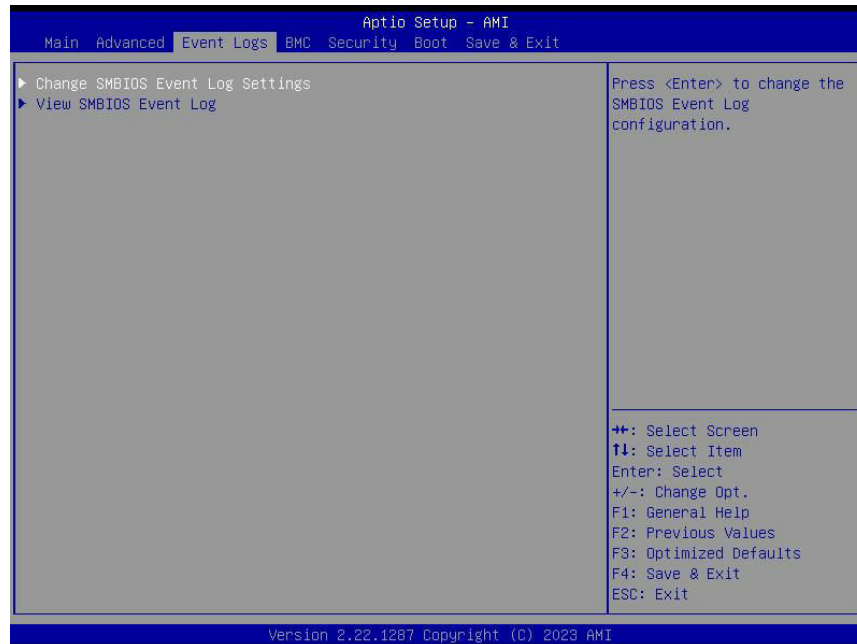 Aptio Setup - AMI
Main Advanced Event Logs BMC Security Boot Save & Exit
▶ Change SMBIOS Event Log Settings
▶ View SMBIOS Event Log
Press <Enter> to change the
SMBIOS Event Log
configuration.
→←: Select Screen
↑↓: Select Item
Enter: Select
+/-: Change Opt.
F1: General Help
F2: Previous Values
F3: Optimized Defaults
F4: Save & Exit
ESC: Exit
Version 2.22.1287 Copyright (C) 2023 AMI